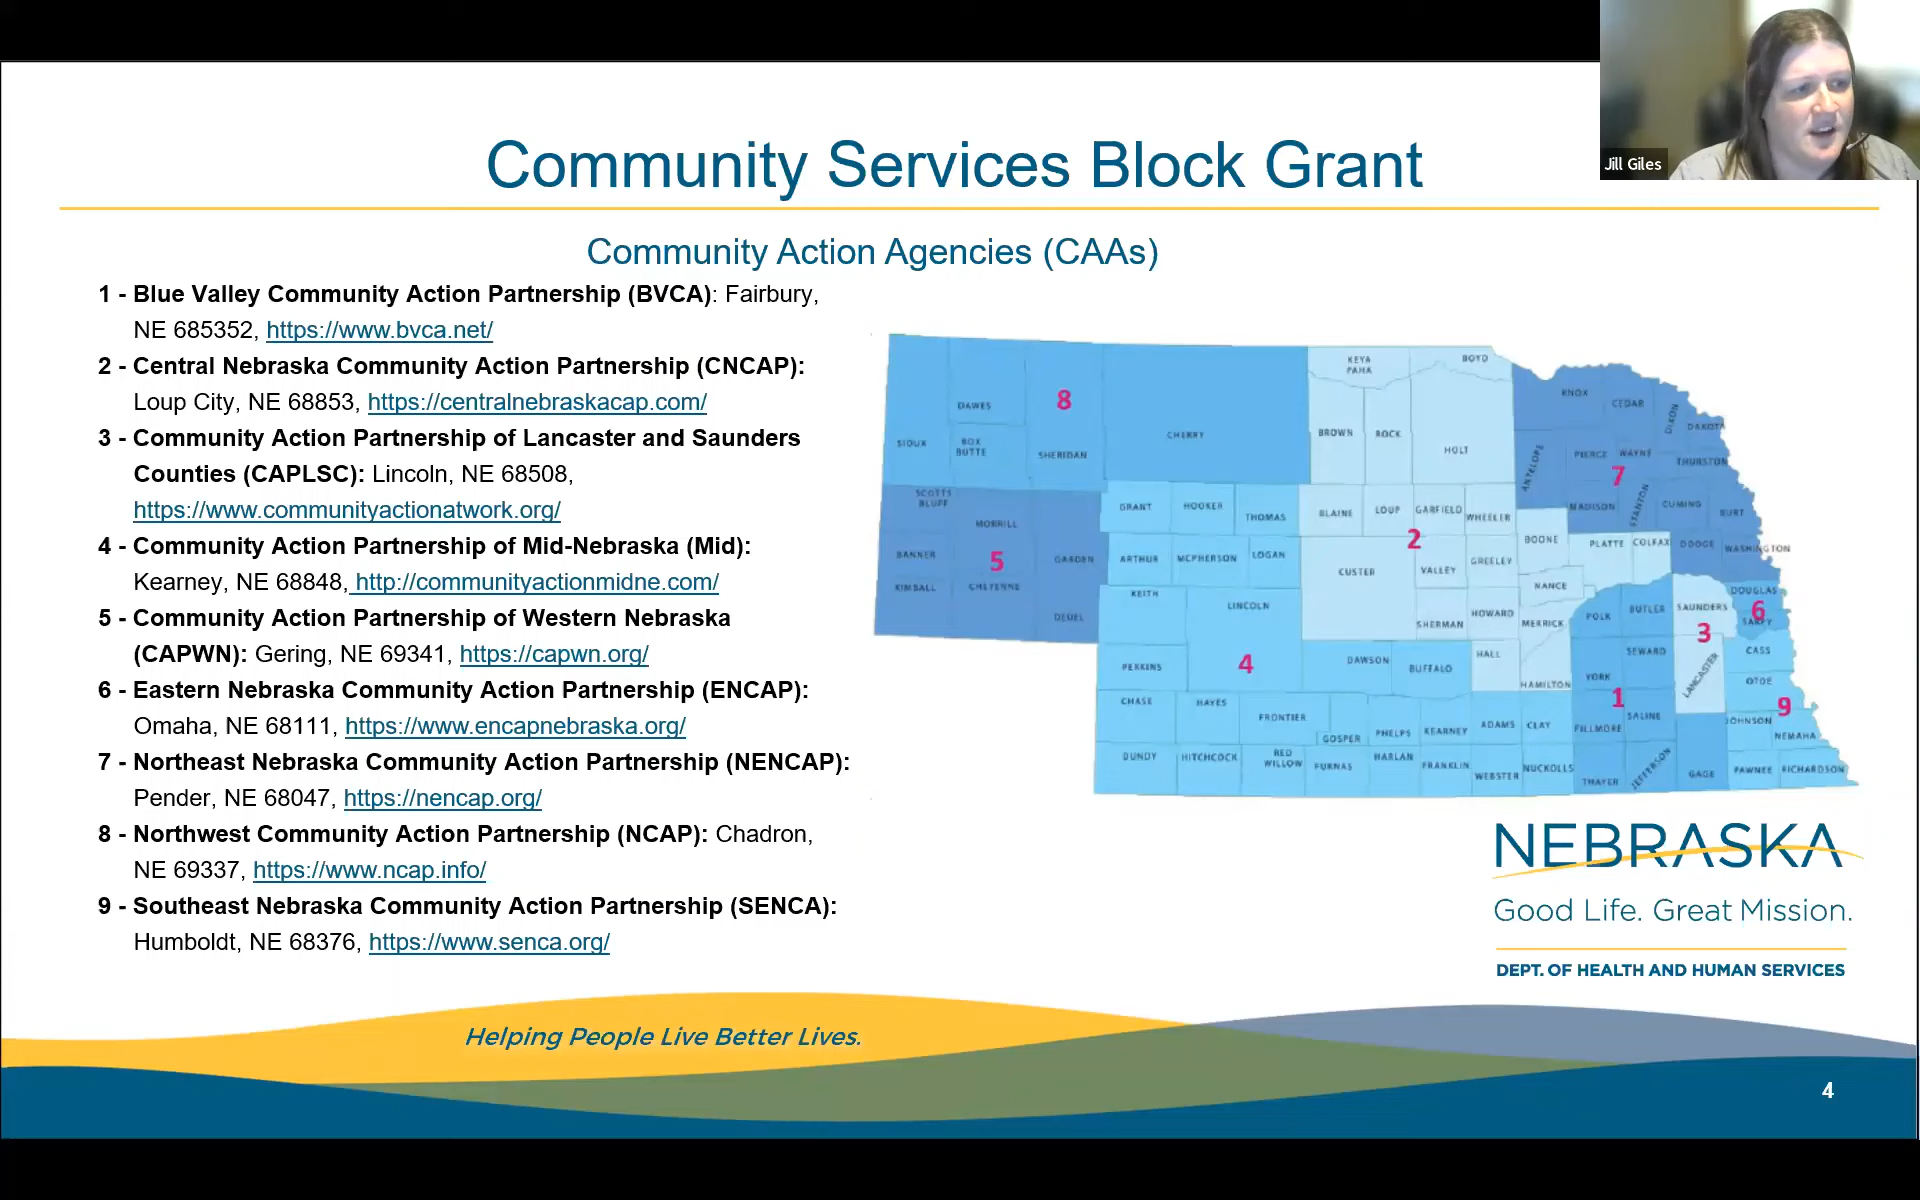 Jill Giles
Community Services Block Grant
Community Action Agencies (CAAs)
1 - Blue Valley Community Action Partnership (BVCA): Fairbury,
NE 685352, https://www.bvca.net/
2 - Central Nebraska Community Action Partnership (CNCAP):
Loup City, NE 68853, https://centralnebraskacap.com/
3 - Community Action Partnership of Lancaster and Saunders
Counties (CAPLSC): Lincoln, NE 68508,
https://www.communityactionatwork.org/
4 - Community Action Partnership of Mid-Nebraska (Mid):
Kearney, NE 68848, http://communityactionmidne.com/
5 - Community Action Partnership of Western Nebraska
(CAPWN): Gering, NE 69341, https://capwn.org/
6 - Eastern Nebraska Community Action Partnership (ENCAP):
Omaha, NE 68111, https://www.encapnebraska.org/
7 - Northeast Nebraska Community Action Partnership (NENCAP):
Pender, NE 68047, https://nencap.org/
8 - Northwest Community Action Partnership (NCAP): Chadron,
NE 69337, https://www.ncap.info/
9 - Southeast Nebraska Community Action Partnership (SENCA):
Humboldt, NE 68376, https://www.senca.org/
SIOUX
DAWES
BOX
BUTTE
8
SHERIDAN
CHERRY
KEYA
PAHA
BOYD
BROWN
ROCK
HOLT
KNOX
CEDAR
DIXON
DAKOTA
ANTELOPE
PIERCE
WAYNE
THURSTON
7
MADISON
STANTON
CUMING
BURT
SCOTTS
BLUFF
MORRILL
BANNER
5
GARDEN
KIMBALL
CHEYENNE
DEUEL
GRANT
HOOKER
THOMAS
BLAINE
LOUP
GARFIELD
WHEELER
2
BOONE
PLATTE
COLFAX
DODGE
WASHINGTON
ARTHUR
MCPHERSON
LOGAN
CUSTER
VALLEY
GREELEY
NANCE
KEITH
LINCOLN
SHERMAN
HOWARD
MERRICK
POLK
BUTLER
SAUNDERS
DOUGLAS
6
SARPY
3
PERKINS
4
DAWSON
BUFFALO
HALL
HAMILTON
YORK
SEWARD
LANCASTER
CASS
OTOE
1
9
CHASE
HAYES
FRONTIER
GOSPER
PHELPS
KEARNEY
ADAMS
CLAY
FILLMORE
SALINE
JOHNSON
NEMAHA
DUNDY
HITCHCOCK
RED
WILLOW
FURNAS
HARLAN
FRANKLIN
WEBSTER
NUCKOLLS
THAYER
JEFFERSON
GAGE
PAWNEE
RICHARDSON
NEBRASKA
Good Life. Great Mission.
DEPT. OF HEALTH AND HUMAN SERVICES
Helping People Live Better Lives.
4